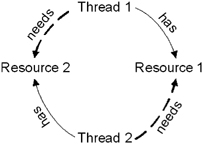 Thread 1
needs
has
Resource 2
Resource 1
has
needs
Thread 2